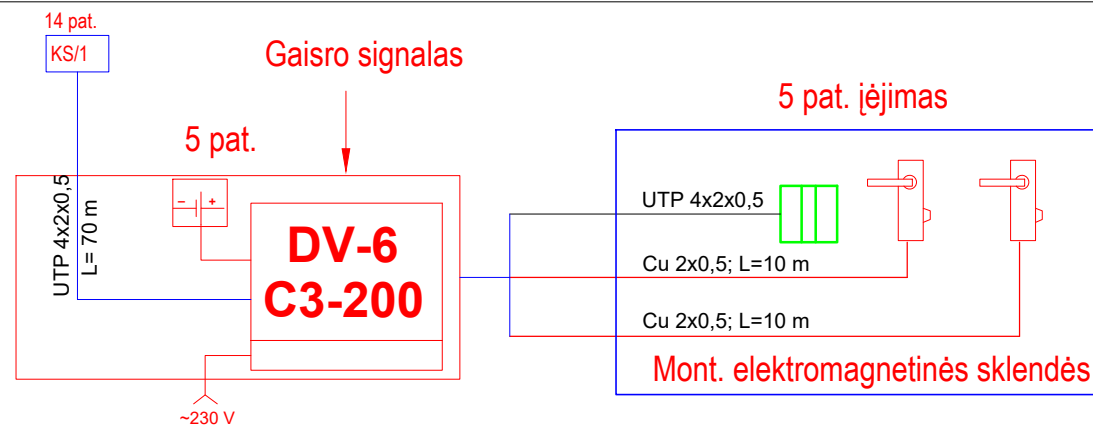 14 pat.
KS/1
Gaisro signalas
5 pat.
UTP 4x2x0,5
L= 70 m
– +
DV-6
C3-200
~230 V
5 pat. įėjimas
UTP 4x2x0,5
Cu 2x0,5; L=10 m
Cu 2x0,5; L=10 m
Mont. elektromagnetinės sklendės